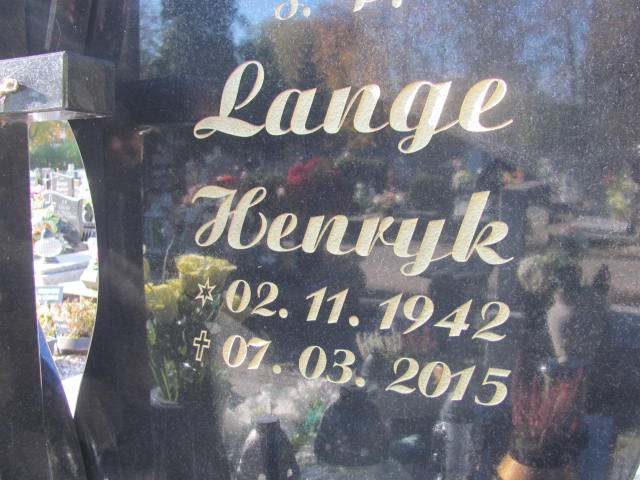 Ś. P.
Lange
Henryk
02. 11. 1942
07. 03. 2015